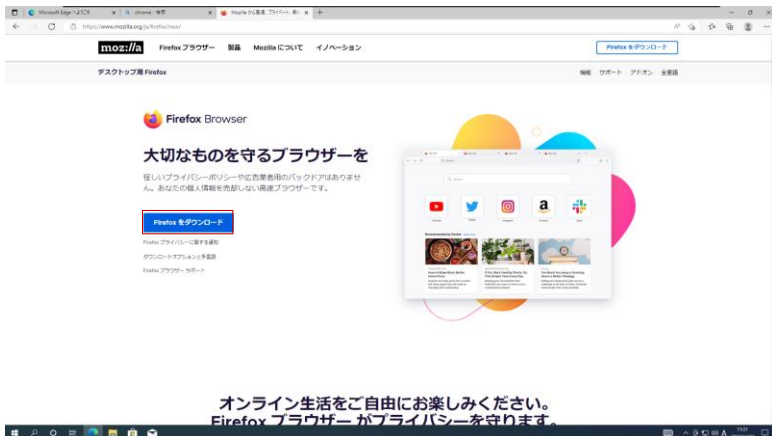 Microsoft Edge へようこそ
chrome - 検索
https://www.mozilla.org/ja/firefox/new/
moz://a
Firefox ブラウザー 製品 Mozilla について イノベーション
Firefox をダウンロード
デスクトップ用 Firefox
機能 サポート アドオン 全言語
Firefox Browser
大切なものを守るブラウザーを
怪しいプライバシーポリシーや広告業者用のバックドアはありませ
ん。あなたの個人情報を売却しない高速ブラウザーです。
Firefox をダウンロード
Firefox プライバシーに関する通知
ダウンロードオプションと多言語
Firefox ブラウザー サポート
オンライン生活をご自由にお楽しみください。
Firefox ブラウザー がプライバシーを守ります。